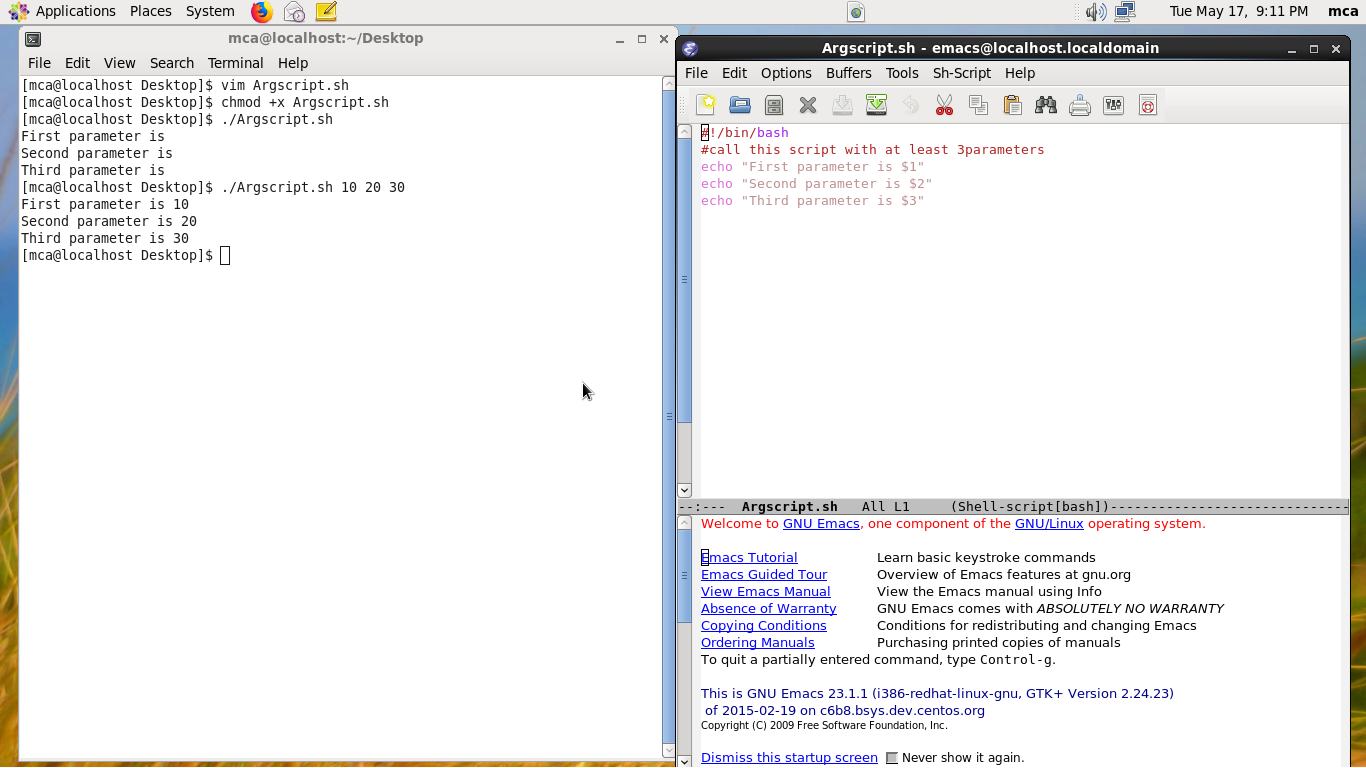 Applications Places System
Tue May 17, 9:11 PM mca
mca@localhost:~/Desktop
File Edit View Search Terminal Help
[mca@localhost Desktop]$ vim Argscript.sh
[mca@localhost Desktop]$ chmod +x Argscript.sh
[mca@localhost Desktop]$ ./Argscript.sh
First parameter is
Second parameter is
Third parameter is
[mca@localhost Desktop]$ ./Argscript.sh 10 20 30
First parameter is 10
Second parameter is 20
Third parameter is 30
[mca@localhost Desktop]$
Argscript.sh - emacs@localhost.localdomain
File Edit Options Buffers Tools Sh-Script Help
#!/bin/bash
#call this script with at least 3parameters
echo "First parameter is $1"
echo "Second parameter is $2"
echo "Third parameter is $3"
--:--- Argscript.sh All L1 (Shell-script[bash])------------------------------
Welcome to GNU Emacs, one component of the GNU/Linux operating system.
Emacs Tutorial Learn basic keystroke commands
Emacs Guided Tour Overview of Emacs features at gnu.org
View Emacs Manual View the Emacs manual using Info
Absence of Warranty GNU Emacs comes with ABSOLUTELY NO WARRANTY
Copying Conditions Conditions for redistributing and changing Emacs
Ordering Manuals Purchasing printed copies of manuals
To quit a partially entered command, type Control-g.
This is GNU Emacs 23.1.1 (i386-redhat-linux-gnu, GTK+ Version 2.24.23)
of 2015-02-19 on c6b8.bsys.dev.centos.org
Copyright (C) 2009 Free Software Foundation, Inc.
Dismiss this startup screen Never show it again.